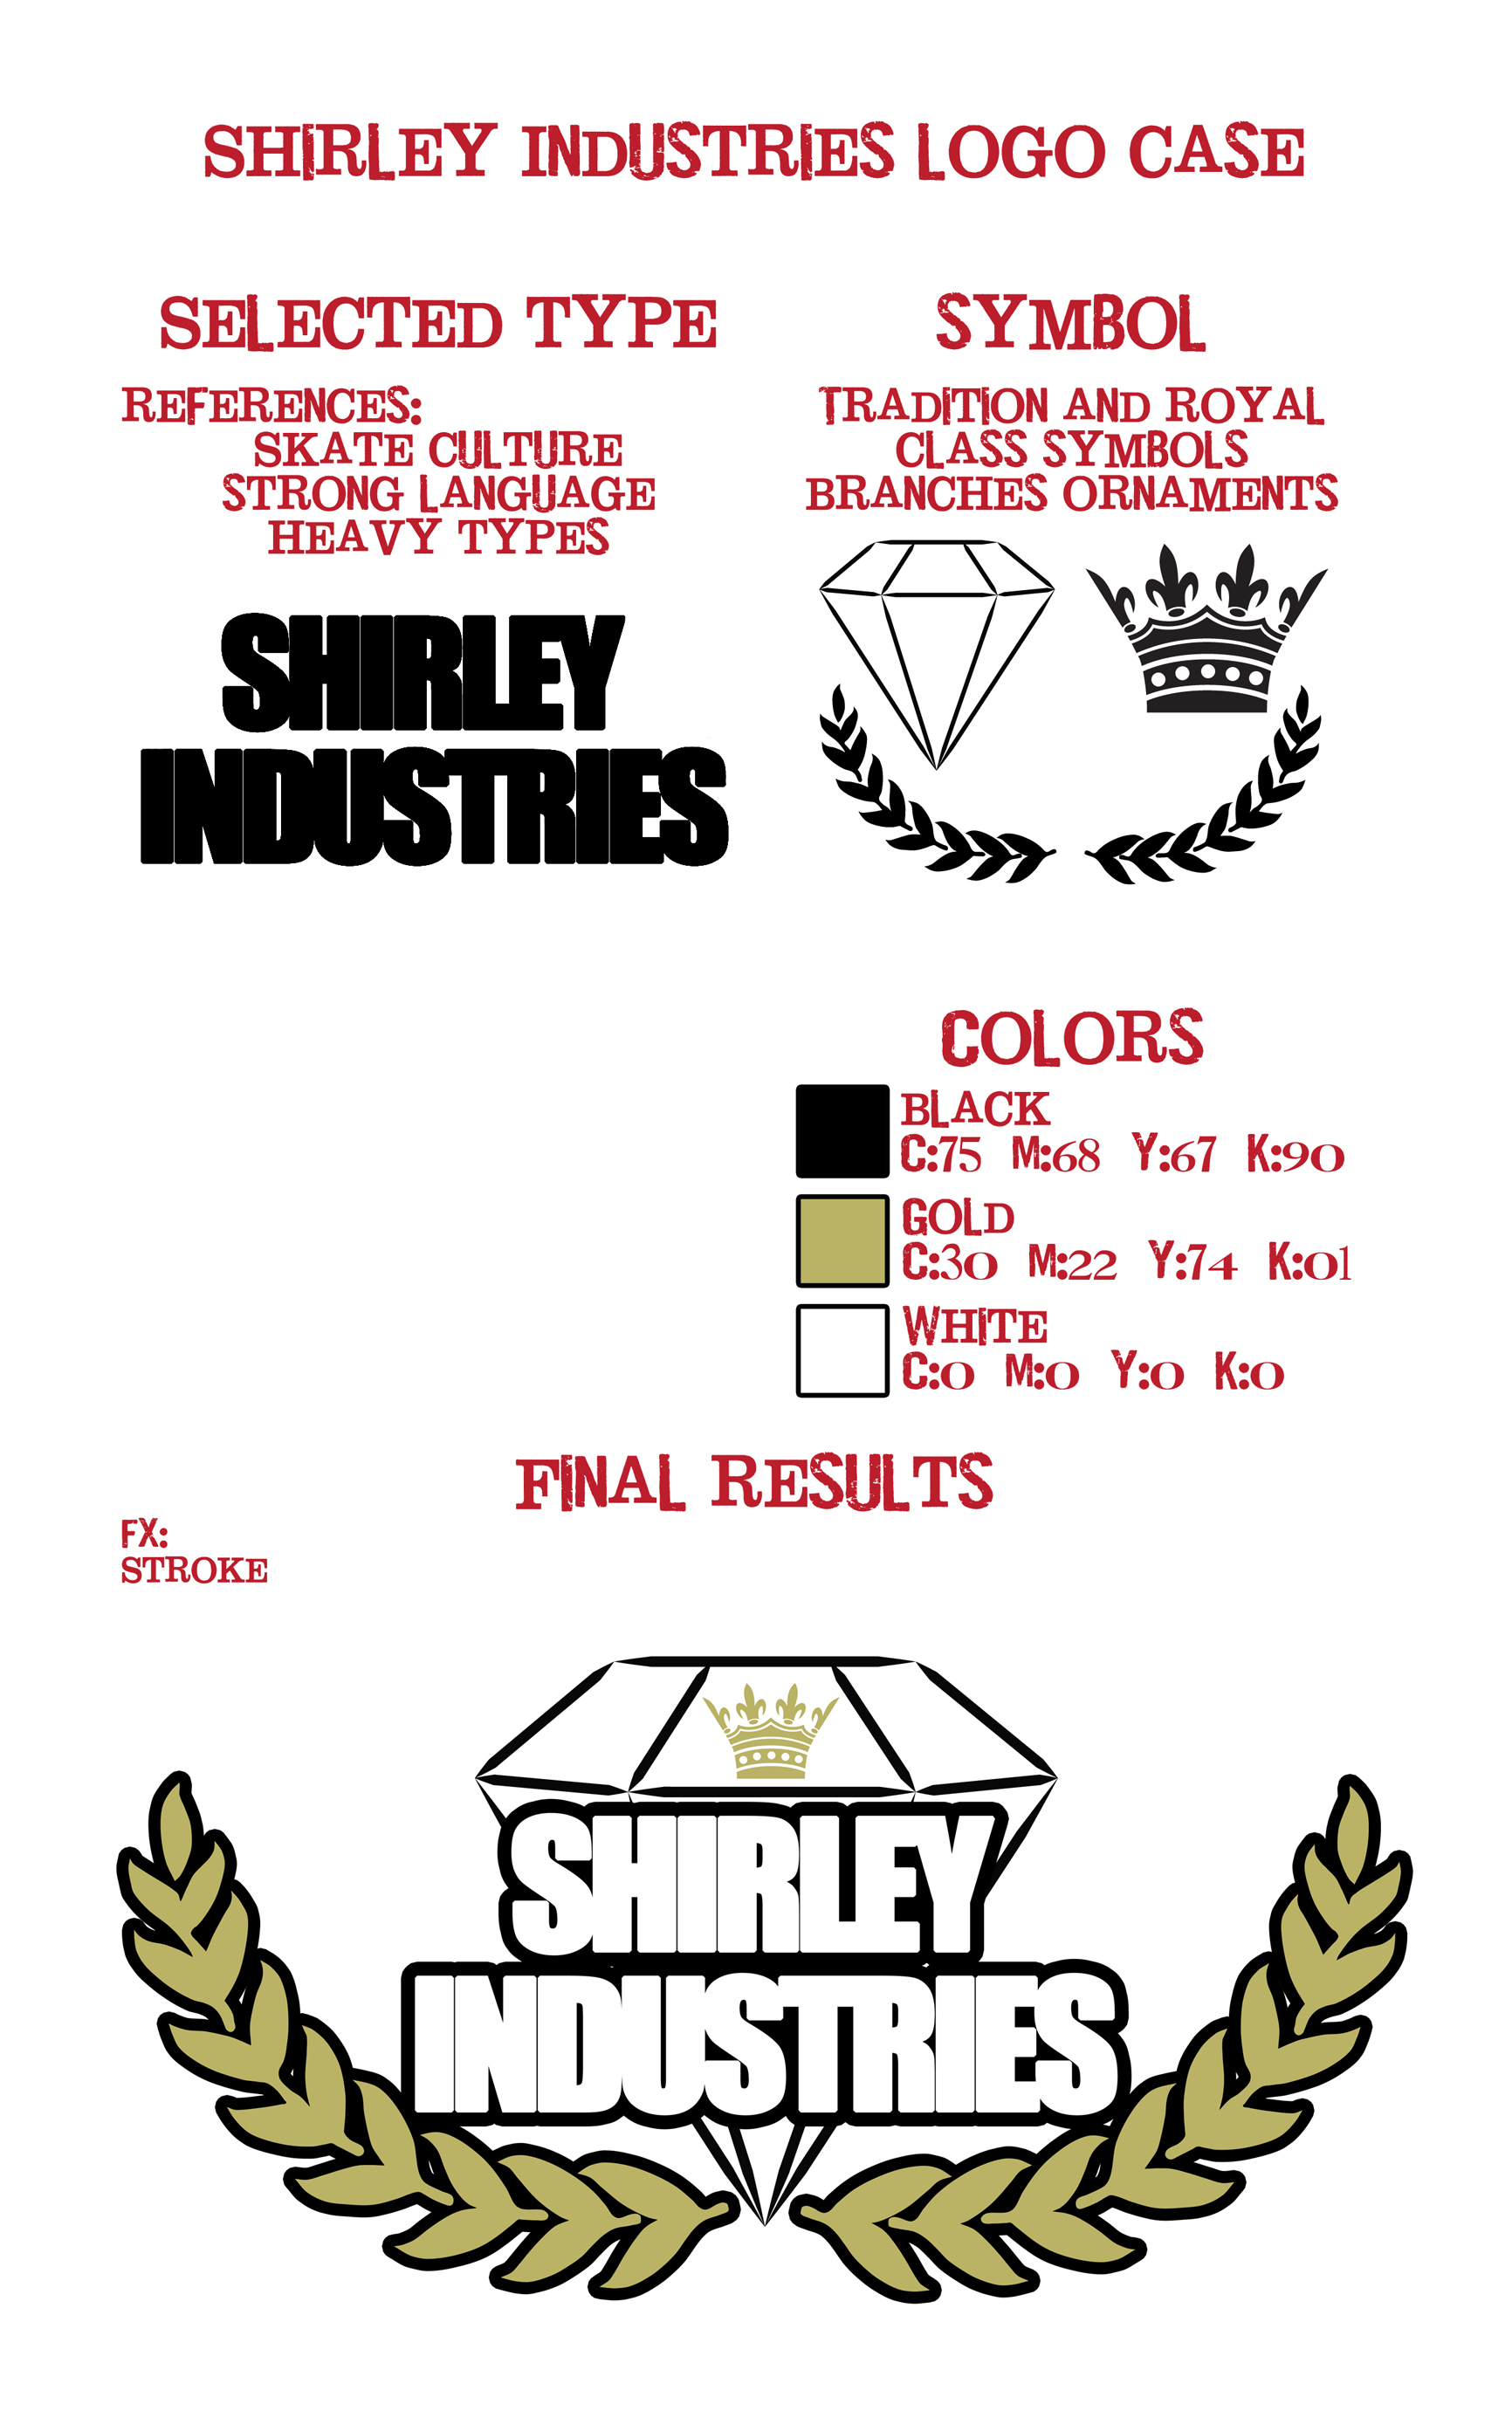 SHIRLEY INDUSTRIES LOGO CASE
SELECTED TYPE
REFERENCES:
SKATE CULTURE
STRONG LANGUAGE
HEAVY TYPES
SHIRLEY
INDUSTRIES
SYMBOL
TRADITION AND ROYAL
CLASS SYMBOLS
BRANCHES ORNAMENTS
COLORS
BLACK
C:75 M:68 Y:67 K:90
GOLD
C:30 M:22 Y:74 K:01
WHITE
C:0 M:0 Y:0 K:0
FINAL RESULTS
FX:
STROKE
SHIRLEY
INDUSTRIES